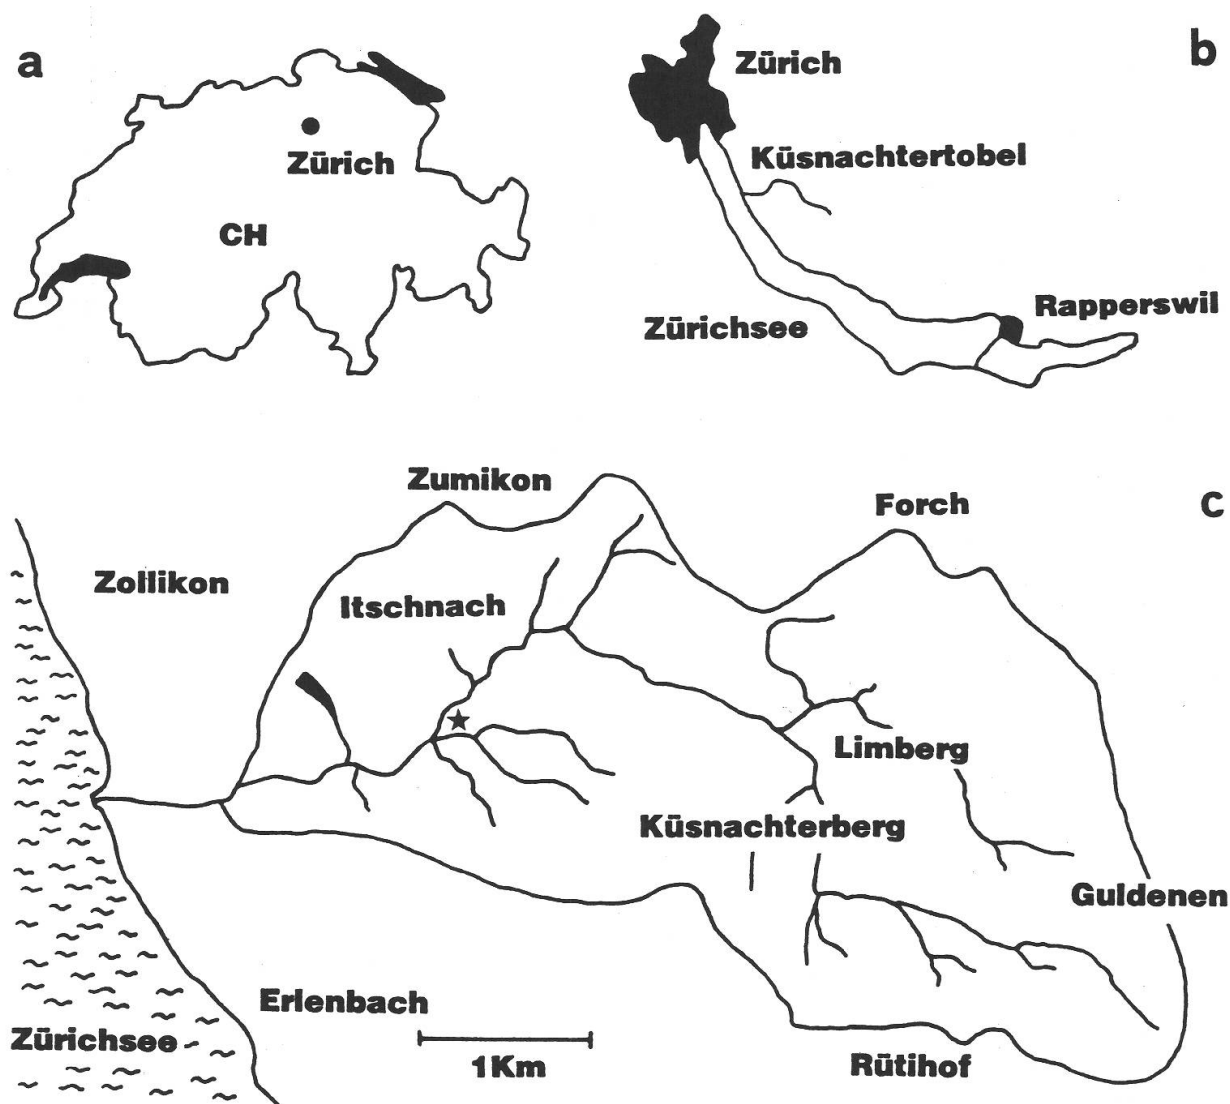 a
Zürich
CH
b
Zürich
Küsnachtertobel
Zürichsee
Rapperswil
c
Zumikon
Forch
Zollikon
Itschnach
Limberg
Küsnachterberg
Guldenen
Erlenbach
Zürichsee
1Km
Rütihof